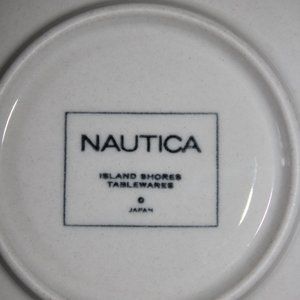 NAUTICA
ISLAND SHORES
TABLEWARES
©
JAPAN